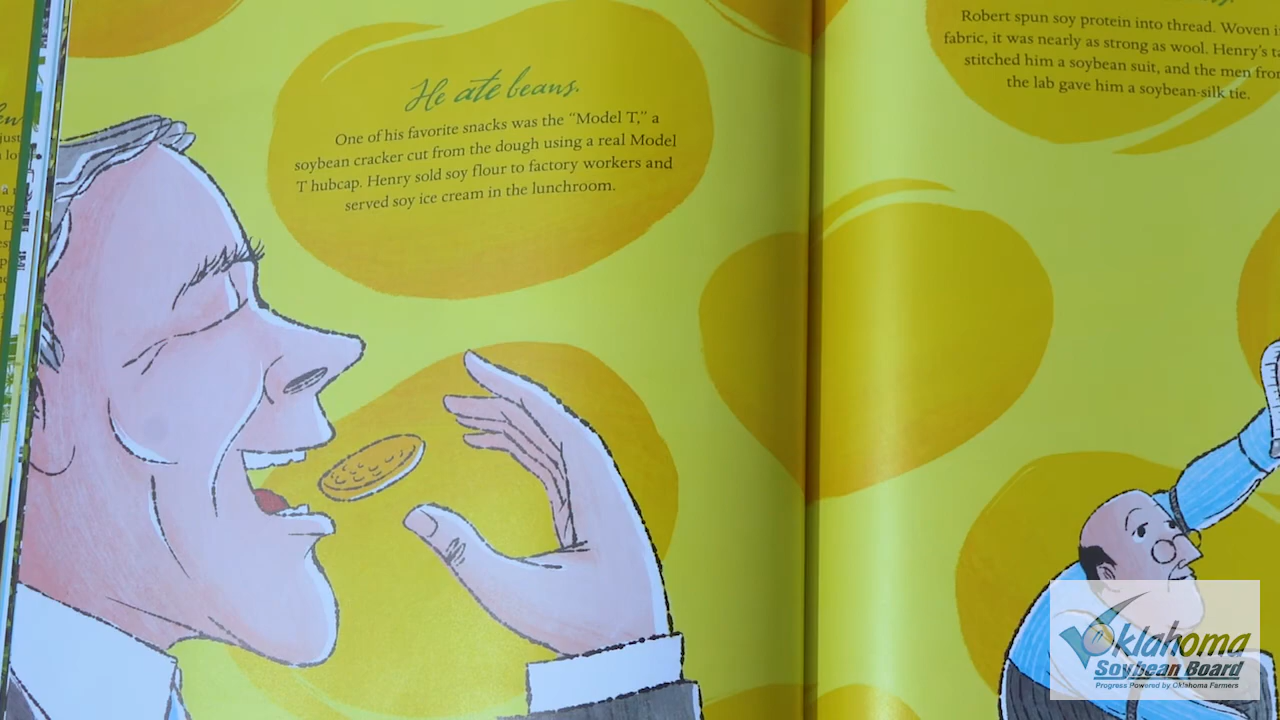 He ate beans.
One of his favorite snacks was the “Model T,” a
soybean cracker cut from the dough using a real Model
T hubcap. Henry sold soy flour to factory workers and
served soy ice cream in the lunchroom.
Robert spun soy protein into thread. Woven
fabric, it was nearly as strong as wool. Henry's
stitched him a soybean suit, and the men from
the lab gave him a soybean-silk tie.
Oklahoma
Soybean Board
Progress Powered by Oklahoma Farmers